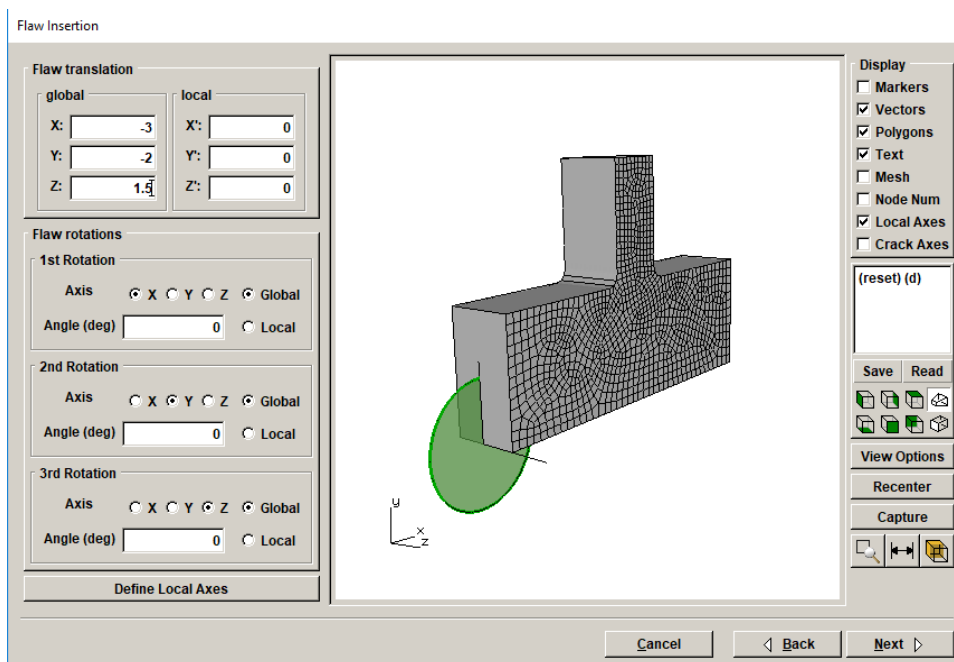 Flaw Insertion
Flaw translation
global
local
X: -3
X': 0
Y: -2
Y': 0
Z: 1.5
Z': 0
Flaw rotations
1st Rotation
Axis X Y Z Global
Angle (deg) 0 Local
2nd Rotation
Axis X Y Z Global
Angle (deg) 0 Local
3rd Rotation
Axis X Y Z Global
Angle (deg) 0 Local
Define Local Axes
y
x
z
Display
Markers
Vectors
Polygons
Text
Mesh
Node Num
Local Axes
Crack Axes
(reset) (d)
Save Read
View Options
Recenter
Capture
Cancel Back Next